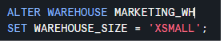 ALTER WAREHOUSE MARKETING_WH
SET WAREHOUSE_SIZE = 'XSMALL';